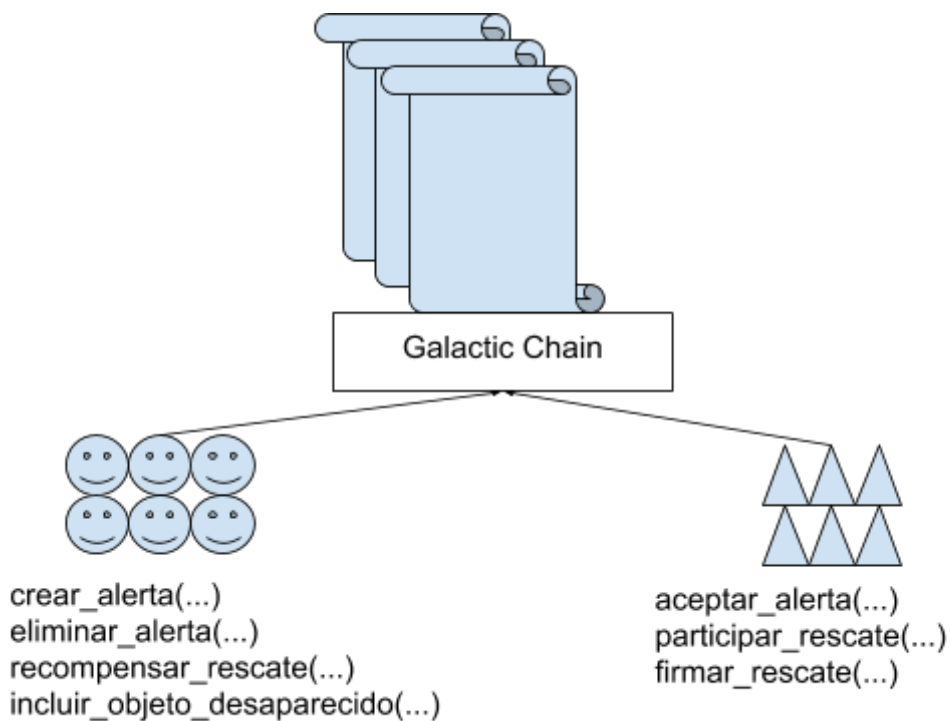 Galactic Chain
crear_alerta(...)
eliminar_alerta(...)
recompensar_rescate(...)
incluir_objeto_desaparecido(...)
aceptar_alerta(...)
participar_rescate(...)
firmar_rescate(...)